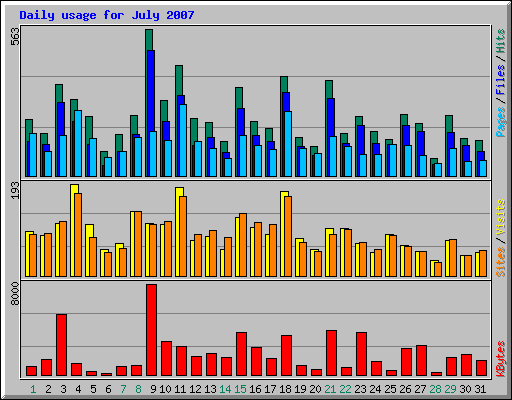 Daily usage for July 2007
563
Pages / Files / Hits
193
Sites / Visits
8000
KBytes
1 2 3 4 5 6 7 8 9 10 11 12 13 14 15 16 17 18 19 20 21 22 23 24 25 26 27 28 29 30 31